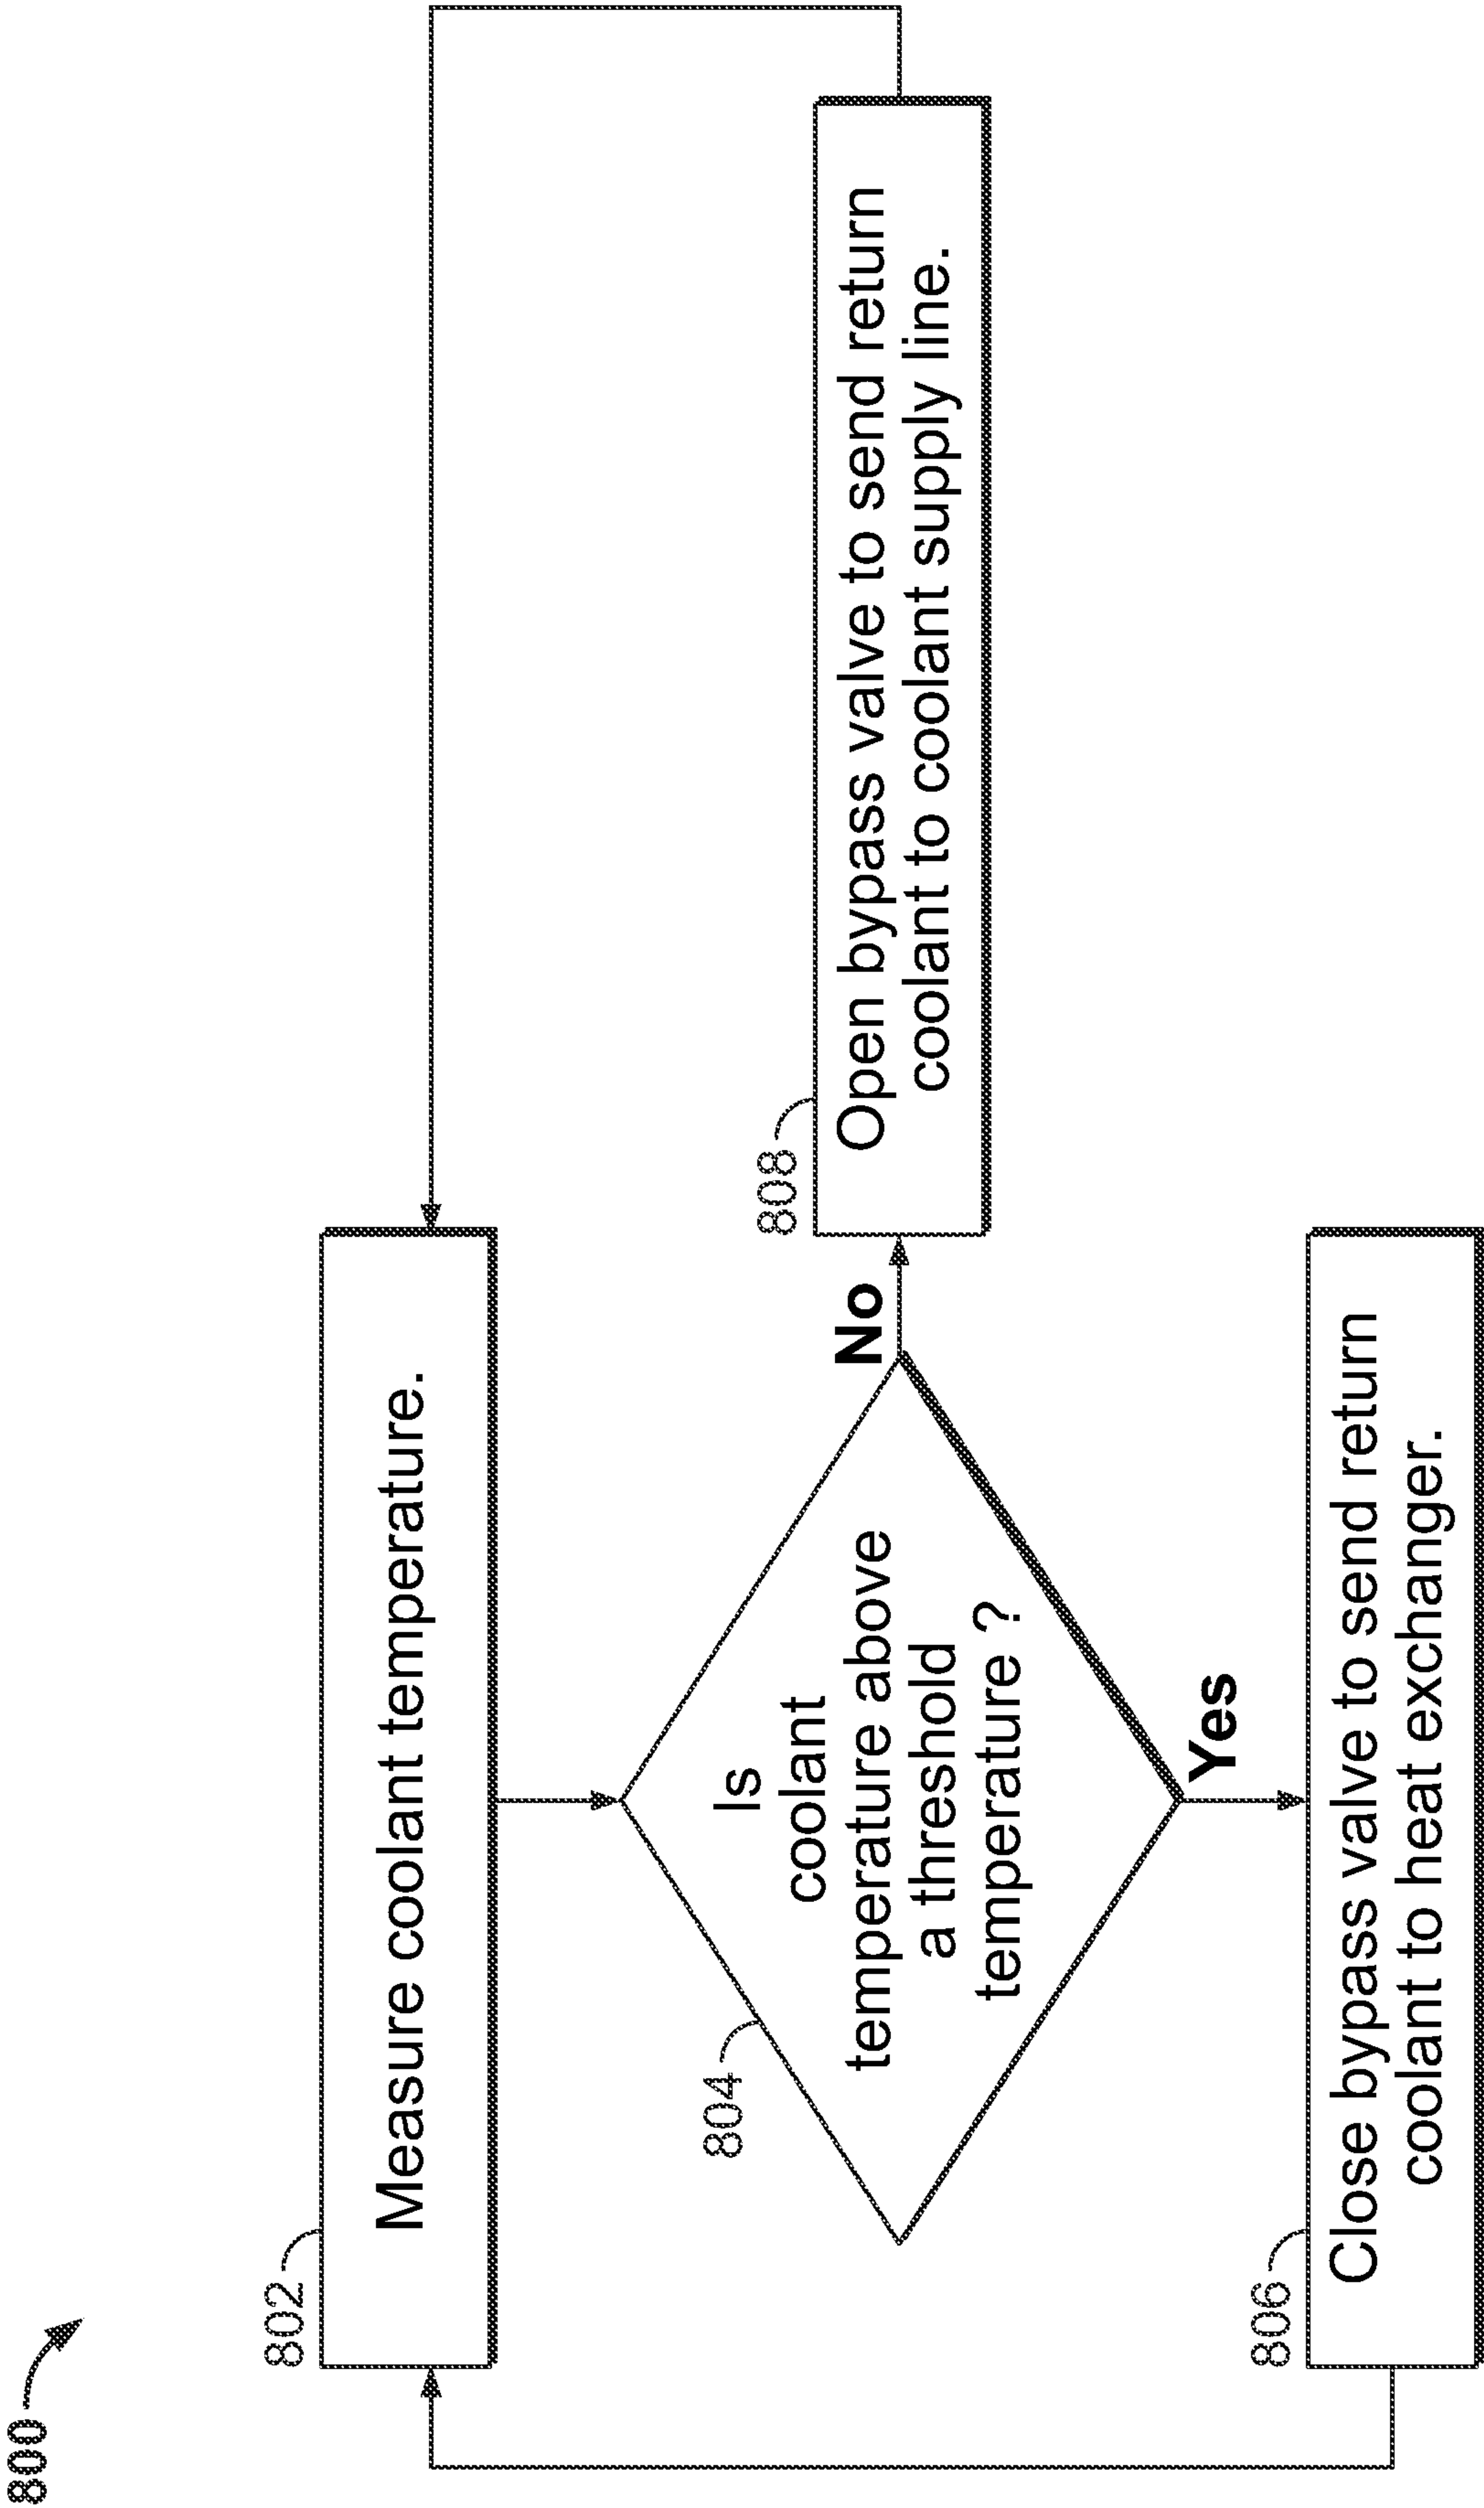 800
802
Measure coolant temperature.
804
Is
coolant
temperature above
a threshold
temperature ?
No
808
Open bypass valve to send return
coolant to coolant supply line.
Yes
806
Close bypass valve to send return
coolant to heat exchanger.